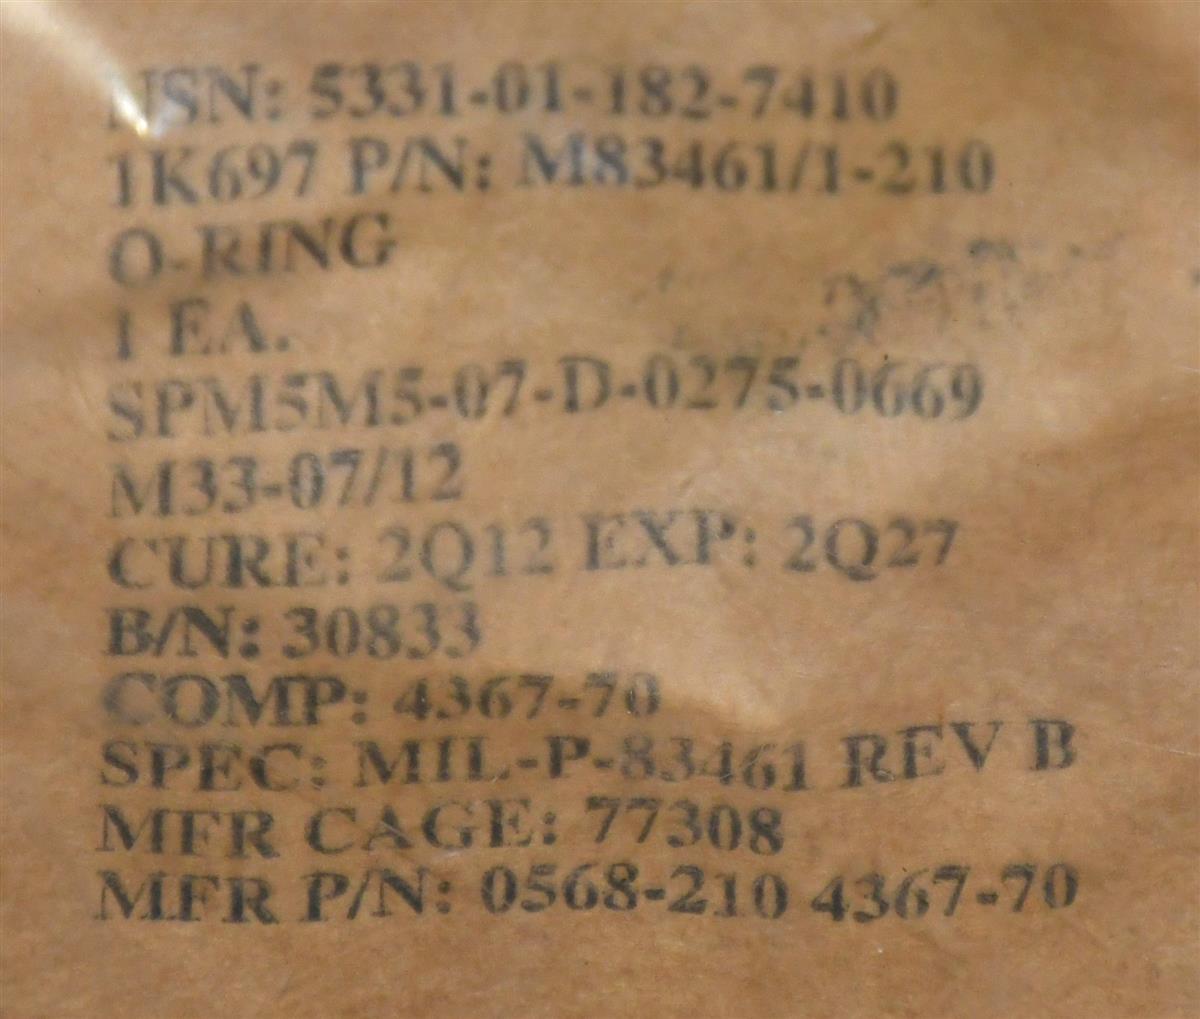 NSN: 5331-01-182-7410
1K697 P/N: M83461/1-210
O-RING
1 EA.
SPM5M5-07-D-0275-0669
M33-07/12
CURE: 2Q12 EXP: 2Q27
B/N: 30833
COMP: 4367-70
SPEC: MIL-P-83461 REV B
MFR CAGE: 77308
MFR P/N: 0568-210 4367-70